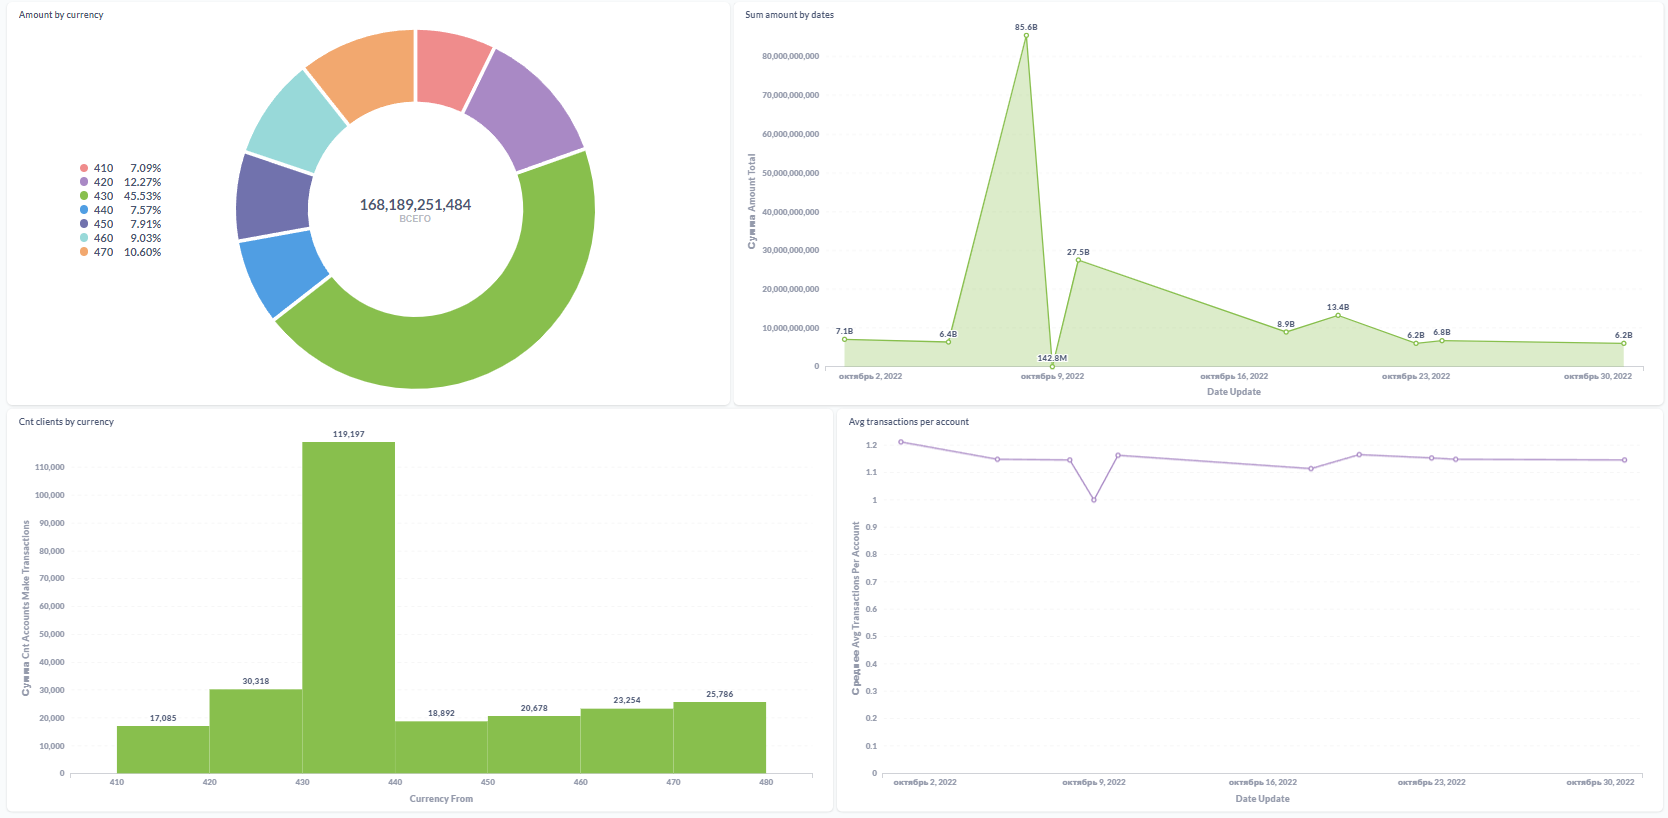 Amount by currency
410 7.09%
420 12.27%
430 45.53%
440 7.57%
450 7.91%
460 9.03%
470 10.60%
168,189,251,484
ВСЕГО
Sum amount by dates
Сумма Amount Total
80,000,000,000
70,000,000,000
60,000,000,000
50,000,000,000
40,000,000,000
30,000,000,000
20,000,000,000
10,000,000,000
0
7.1B
6.4B
85.6B
142.8M
27.5B
8.9B
13.4B
6.2B
6.8B
6.2B
октябрь 2, 2022
октябрь 9, 2022
октябрь 16, 2022
октябрь 23, 2022
октябрь 30, 2022
Date Update
Cnt clients by currency
Сумма Cnt Accounts Make Transactions
110,000
100,000
90,000
80,000
70,000
60,000
50,000
40,000
30,000
20,000
10,000
0
17,085
30,318
119,197
18,892
20,678
23,254
25,786
410
420
430
440
450
460
470
480
Currency From
Avg transactions per account
Среднее Avg Transactions Per Account
1.2
1.1
1
0.9
0.8
0.7
0.6
0.5
0.4
0.3
0.2
0.1
0
октябрь 2, 2022
октябрь 9, 2022
октябрь 16, 2022
октябрь 23, 2022
октябрь 30, 2022
Date Update